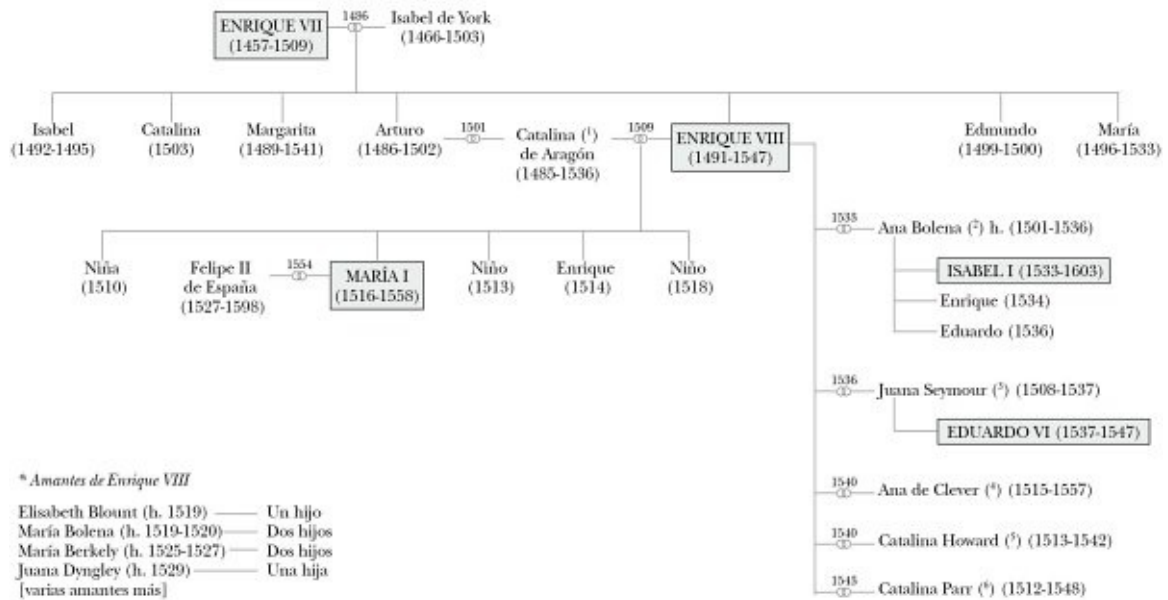 1486
ENRIQUE VII
(1457-1509)
Isabel de York
(1466-1503)
Isabel
(1492-1495)
Catalina
(1503)
Margarita
(1489-1541)
Arturo
(1486-1502)
1501
Catalina (1)
de Aragón
(1485-1536)
1509
ENRIQUE VIII
(1491-1547)
Edmundo
(1499-1500)
María
(1496-1533)
Niña
(1510)
Felipe II
de España
(1527-1598)
1554
MARÍA I
(1516-1558)
Niño
(1513)
Enrique
(1514)
Niño
(1518)
1533
Ana Bolena (2) h. (1501-1536)
ISABEL I (1533-1603)
Enrique (1534)
Eduardo (1536)
1536
Juana Seymour (3) (1508-1537)
EDUARDO VI (1537-1547)
1540
Ana de Clever (4) (1515-1557)
1540
Catalina Howard (5) (1513-1542)
1543
Catalina Parr (6) (1512-1548)
* Amantes de Enrique VIII
Elisabeth Blount (h. 1519) Un hijo
María Bolena (h. 1519-1520) Dos hijos
María Berkely (h. 1525-1527) Dos hijos
Juana Dyngley (h. 1529) Una hija
[varias amantes más]